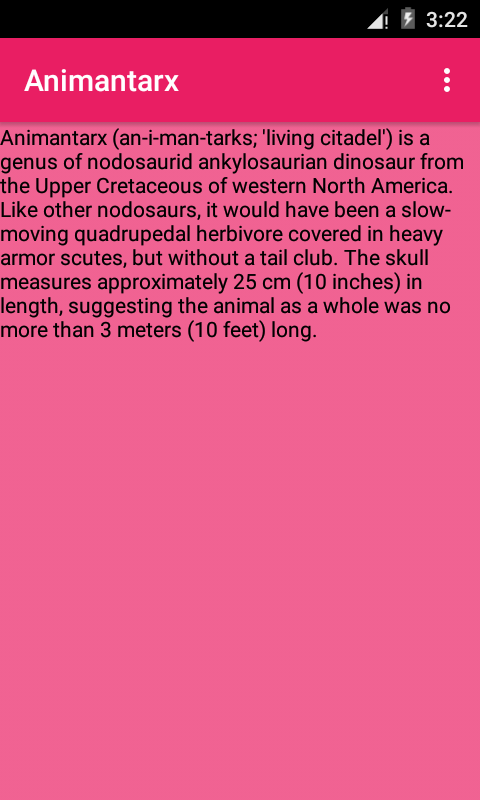 3:22
Animantarx
Animantarx (an-i-man-tarks; 'living citadel') is a
genus of nodosaurid ankylosaurian dinosaur from
the Upper Cretaceous of western North America.
Like other nodosaurs, it would have been a slow-
moving quadrupedal herbivore covered in heavy
armor scutes, but without a tail club. The skull
measures approximately 25 cm (10 inches) in
length, suggesting the animal as a whole was no
more than 3 meters (10 feet) long.